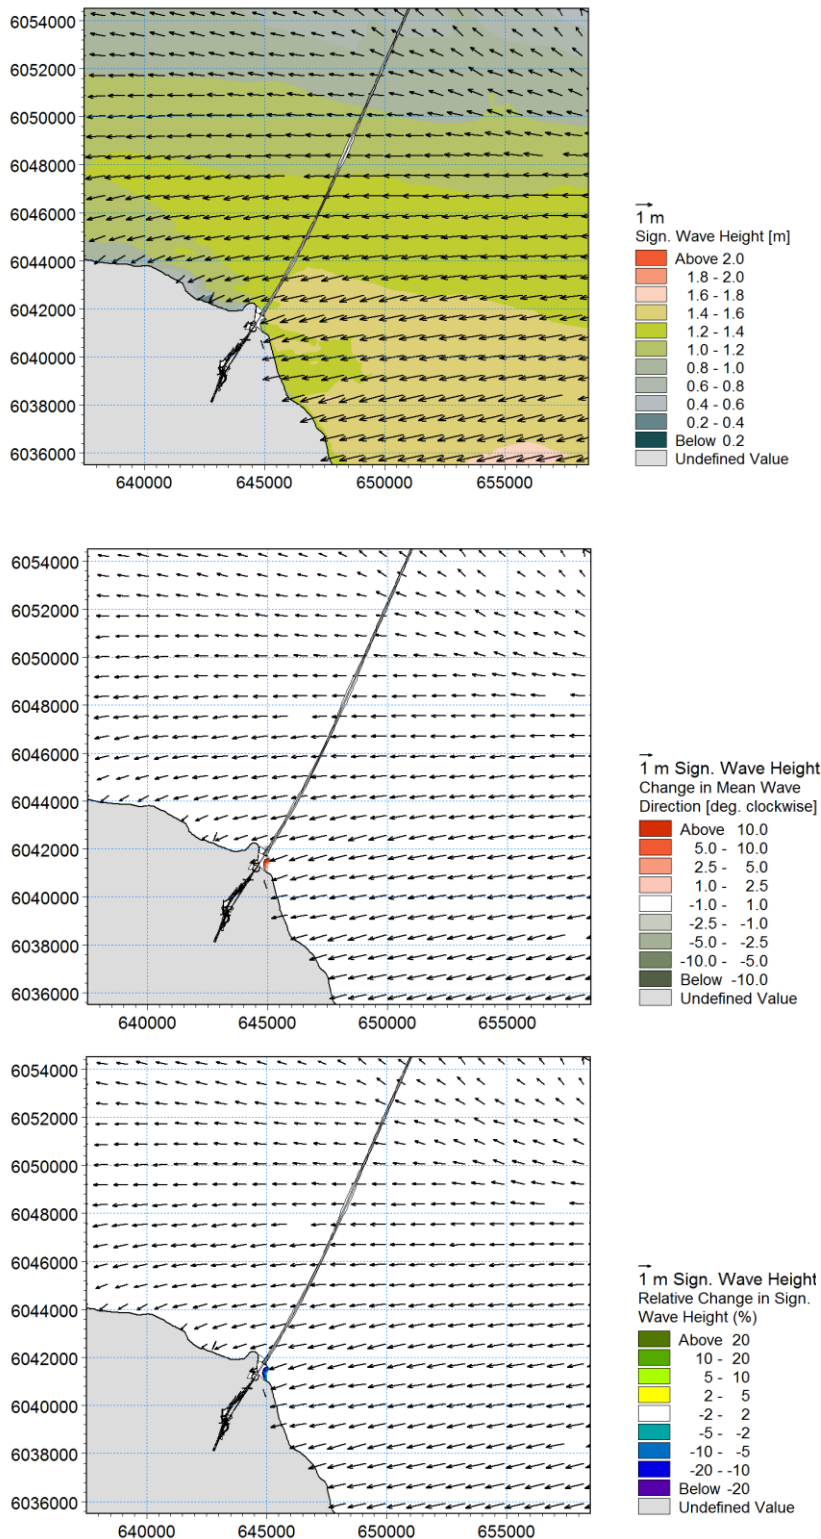 6054000
6052000
6050000
6048000
6046000
6044000
6042000
6040000
6038000
6036000
640000 645000 650000 655000
1 m
Sign. Wave Height [m]
Above 2.0
1.8 - 2.0
1.6 - 1.8
1.4 - 1.6
1.2 - 1.4
1.0 - 1.2
0.8 - 1.0
0.6 - 0.8
0.4 - 0.6
0.2 - 0.4
Below 0.2
Undefined Value
6054000
6052000
6050000
6048000
6046000
6044000
6042000
6040000
6038000
6036000
640000 645000 650000 655000
1 m Sign. Wave Height
Change in Mean Wave
Direction [deg. clockwise]
Above 10.0
5.0 - 10.0
2.5 - 5.0
1.0 - 2.5
-1.0 - 1.0
-2.5 - -1.0
-5.0 - -2.5
-10.0 - -5.0
Below -10.0
Undefined Value
6054000
6052000
6050000
6048000
6046000
6044000
6042000
6040000
6038000
6036000
640000 645000 650000 655000
1 m Sign. Wave Height
Relative Change in Sign.
Wave Height (%)
Above 20
10 - 20
5 - 10
2 - 5
-2 - 2
-5 - -2
-10 - -5
-20 - -10
Below -20
Undefined Value